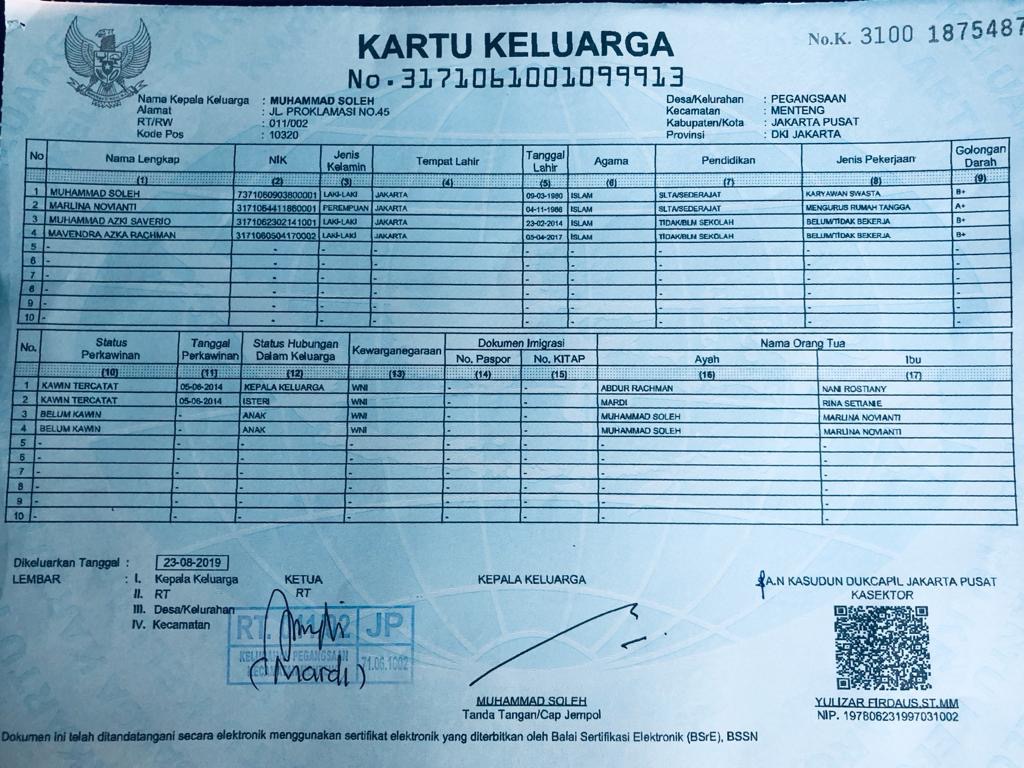 No.K. 3100 1875487
KARTU KELUARGA
No.3171061001099913
Nama Kepala Keluarga : MUHAMMAD SOLEH
Alamat : JL. PROKLAMASI NO.45
RT/RW : 011/002
Kode Pos : 10320
Desa/Kelurahan : PEGANGSAAN
Kecamatan : MENTENG
Kabupaten/Kota : JAKARTA PUSAT
Provinsi : DKI JAKARTA
No Nama Lengkap NIK Jenis Kelamin Tempat Lahir Tanggal Lahir Agama Pendidikan Jenis Pekerjaan Golongan Darah
(1) (2) (3) (4) (5) (6) (7) (8) (9)
1 MUHAMMAD SOLEH 7371060903800001 LAKI-LAKI JAKARTA 09-03-1980 ISLAM SLTA/SEDERAJAT KARYAWAN SWASTA B+
2 MARLINA NOVIANTI 3171064411860001 PEREMPUAN JAKARTA 04-11-1986 ISLAM SLTA/SEDERAJAT MENGURUS RUMAH TANGGA A+
3 MUHAMMAD AZKI SAVERIO 3171062302141001 LAKI-LAKI JAKARTA 23-02-2014 ISLAM TIDAK/BLM SEKOLAH BELUM/TIDAK BEKERJA B+
4 MAVENDRA AZKA RACHMAN 3171060504170002 LAKI-LAKI JAKARTA 05-04-2017 ISLAM TIDAK/BLM SEKOLAH BELUM/TIDAK BEKERJA B+
5 - - - - - - - - -
6 - - - - - - - - -
7 - - - - - - - - -
8 - - - - - - - - -
9 - - - - - - - - -
10 - - - - - - - - -
No. Status Perkawinan Tanggal Perkawinan Status Hubungan Dalam Keluarga Kewarganegaraan Dokumen Imigrasi Nama Orang Tua
No. Paspor No. KITAP Ayah Ibu
(10) (11) (12) (13) (14) (15) (16) (17)
1 KAWIN TERCATAT 05-06-2014 KEPALA KELUARGA WNI - - ABDUR RACHMAN NANI ROSTIANY
2 KAWIN TERCATAT 05-06-2014 ISTERI WNI - - MARDI RINA SETIANIE
3 BELUM KAWIN - ANAK WNI - - MUHAMMAD SOLEH MARLINA NOVIANTI
4 BELUM KAWIN - ANAK WNI - - MUHAMMAD SOLEH MARLINA NOVIANTI
5 - - - - - - - -
6 - - - - - - - -
7 - - - - - - - -
8 - - - - - - - -
9 - - - - - - - -
10 - - - - - - - -
Dikeluarkan Tanggal : 23-08-2019
LEMBAR : I. Kepala Keluarga
II. RT
III. Desa/Kelurahan
IV. Kecamatan
KETUA
RT
RT. JP
PEGANGSAAN
(Mardi)
KEPALA KELUARGA
MUHAMMAD SOLEH
Tanda Tangan/Cap Jempol
A.N KASUDUN DUKCAPIL JAKARTA PUSAT
KASEKTOR
YULIZAR FIRDAUS,ST.MM
NIP. 197806231997031002
Dokumen ini telah ditandatangani secara elektronik menggunakan sertifikat elektronik yang diterbitkan oleh Balai Sertifikasi Elektronik (BSrE), BSSN